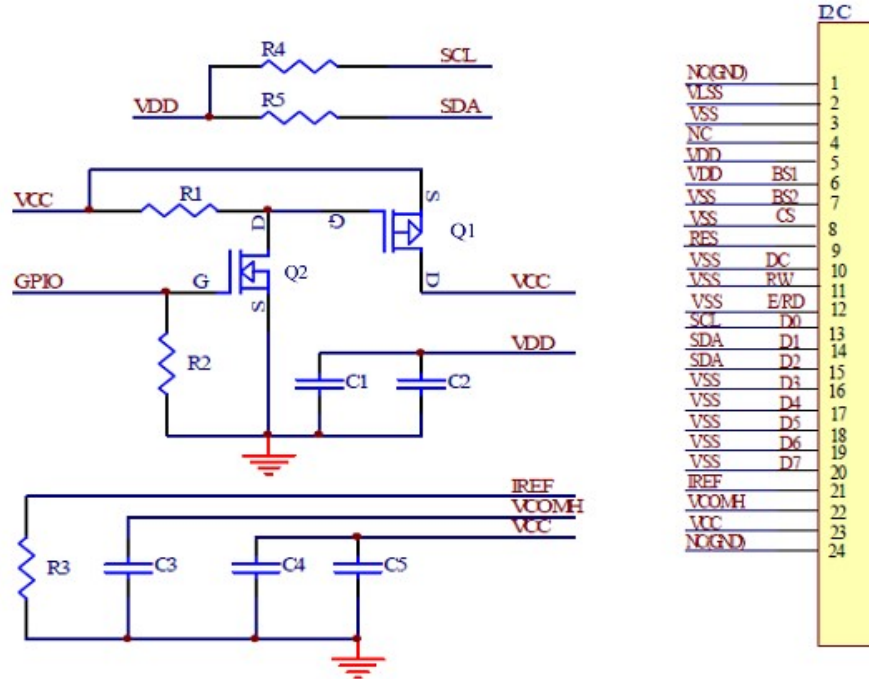 I2C
R4 SCL
VDD R5 SDA
VCC R1 D G S Q1 D VCC
GPIO G Q2 S
R2
VDD
C1 C2
IREF
VCOMH
VCC
R3 C3 C4 C5
NC(GND) 1
VLSS 2
VSS 3
NC 4
VDD 5
VDD BS1 6
VSS BS2 7
VSS CS 8
RES 9
VSS DC 10
VSS RW 11
VSS E/RD 12
SCL D0 13
SDA D1 14
SDA D2 15
VSS D3 16
VSS D4 17
VSS D5 18
VSS D6 19
VSS D7 20
IREF 21
VCOMH 22
VCC 23
NC(GND) 24